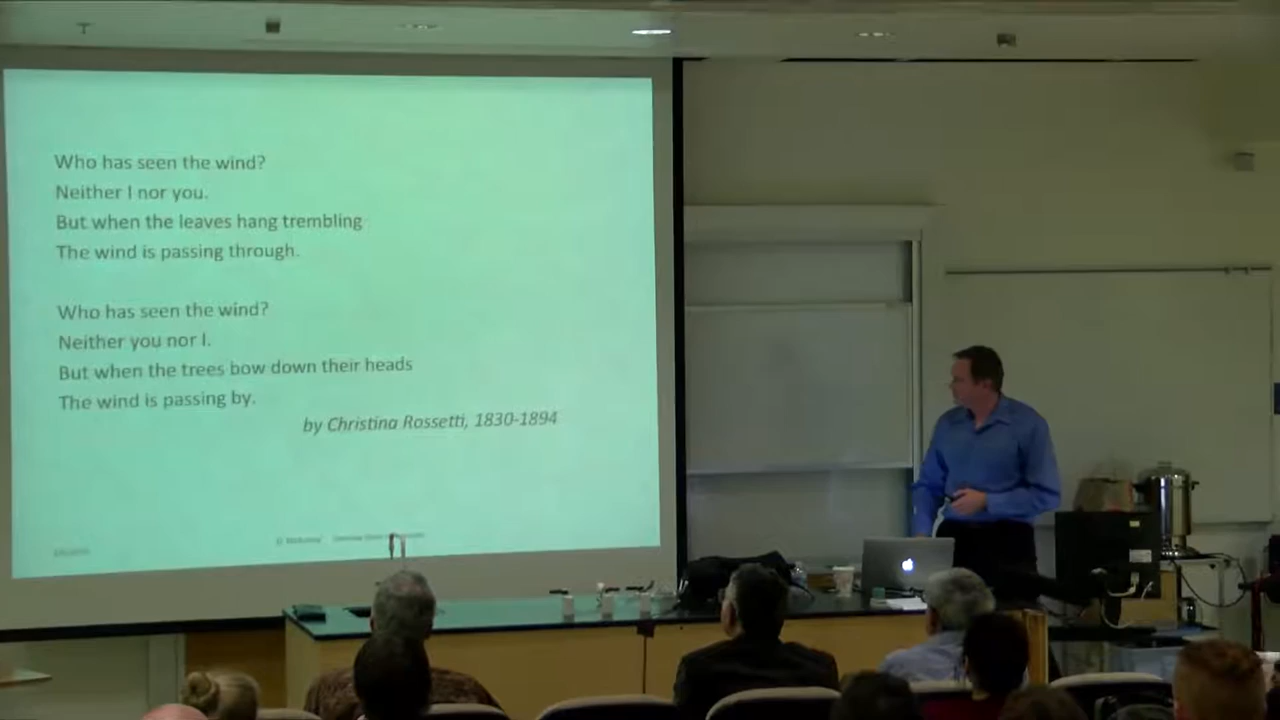 Who has seen the wind?
Neither I nor you.
But when the leaves hang trembling
The wind is passing through.
Who has seen the wind?
Neither you nor I.
But when the trees bow down their heads
The wind is passing by.
by Christina Rossetti, 1830-1894